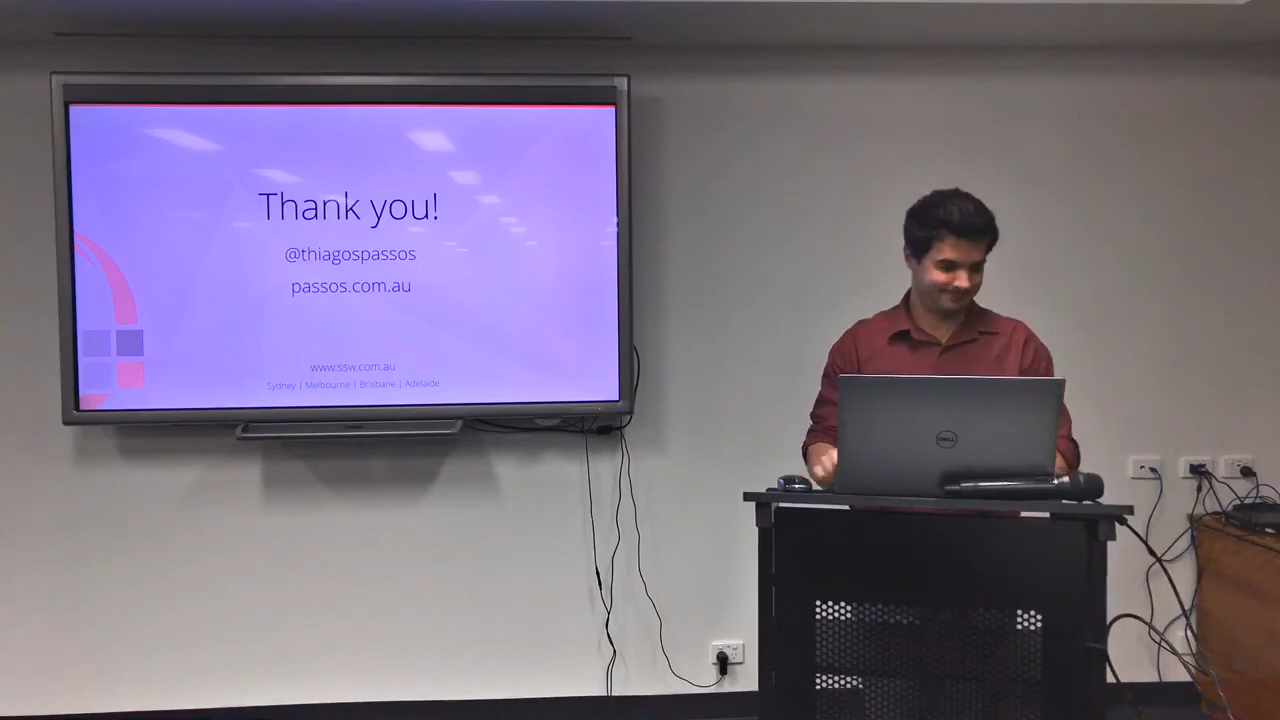 Thank you!
@thiagospassos
passos.com.au
www.ssw.com.au
Sydney | Melbourne | Brisbane | Adelaide
DELL